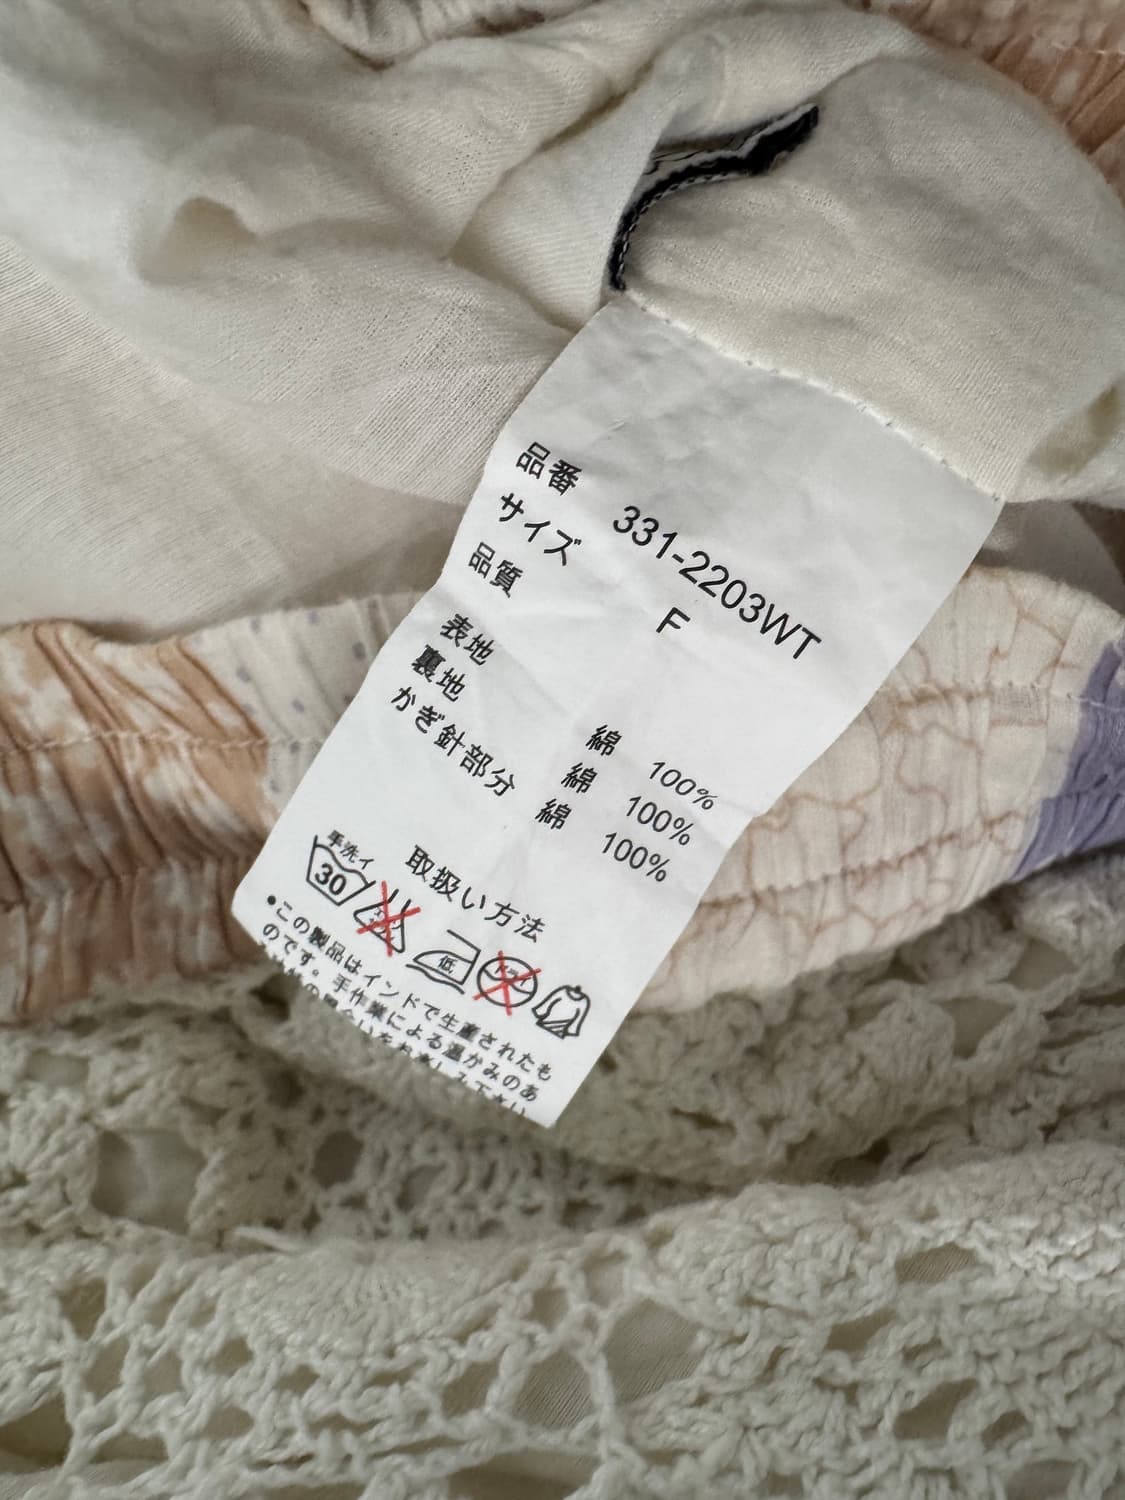 品番 331-2203WT
サイズ F
品質
表地 綿 100%
裏地 綿 100%
かぎ針部分 綿 100%
取扱い方法
手洗イ
30
低
●この製品はインドで生産されたも
のです。手作業による温かみのあ